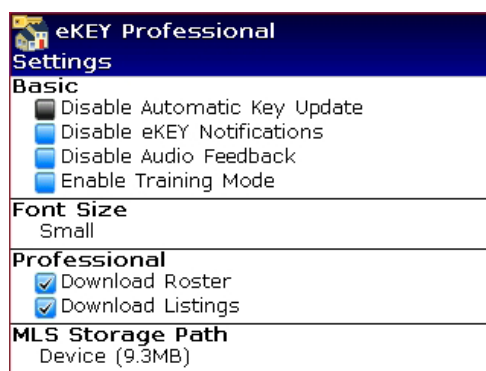 eKEY Professional
Settings
Basic
Disable Automatic Key Update
Disable eKEY Notifications
Disable Audio Feedback
Enable Training Mode
Font Size
Small
Professional
Download Roster
Download Listings
MLS Storage Path
Device (9.3MB)